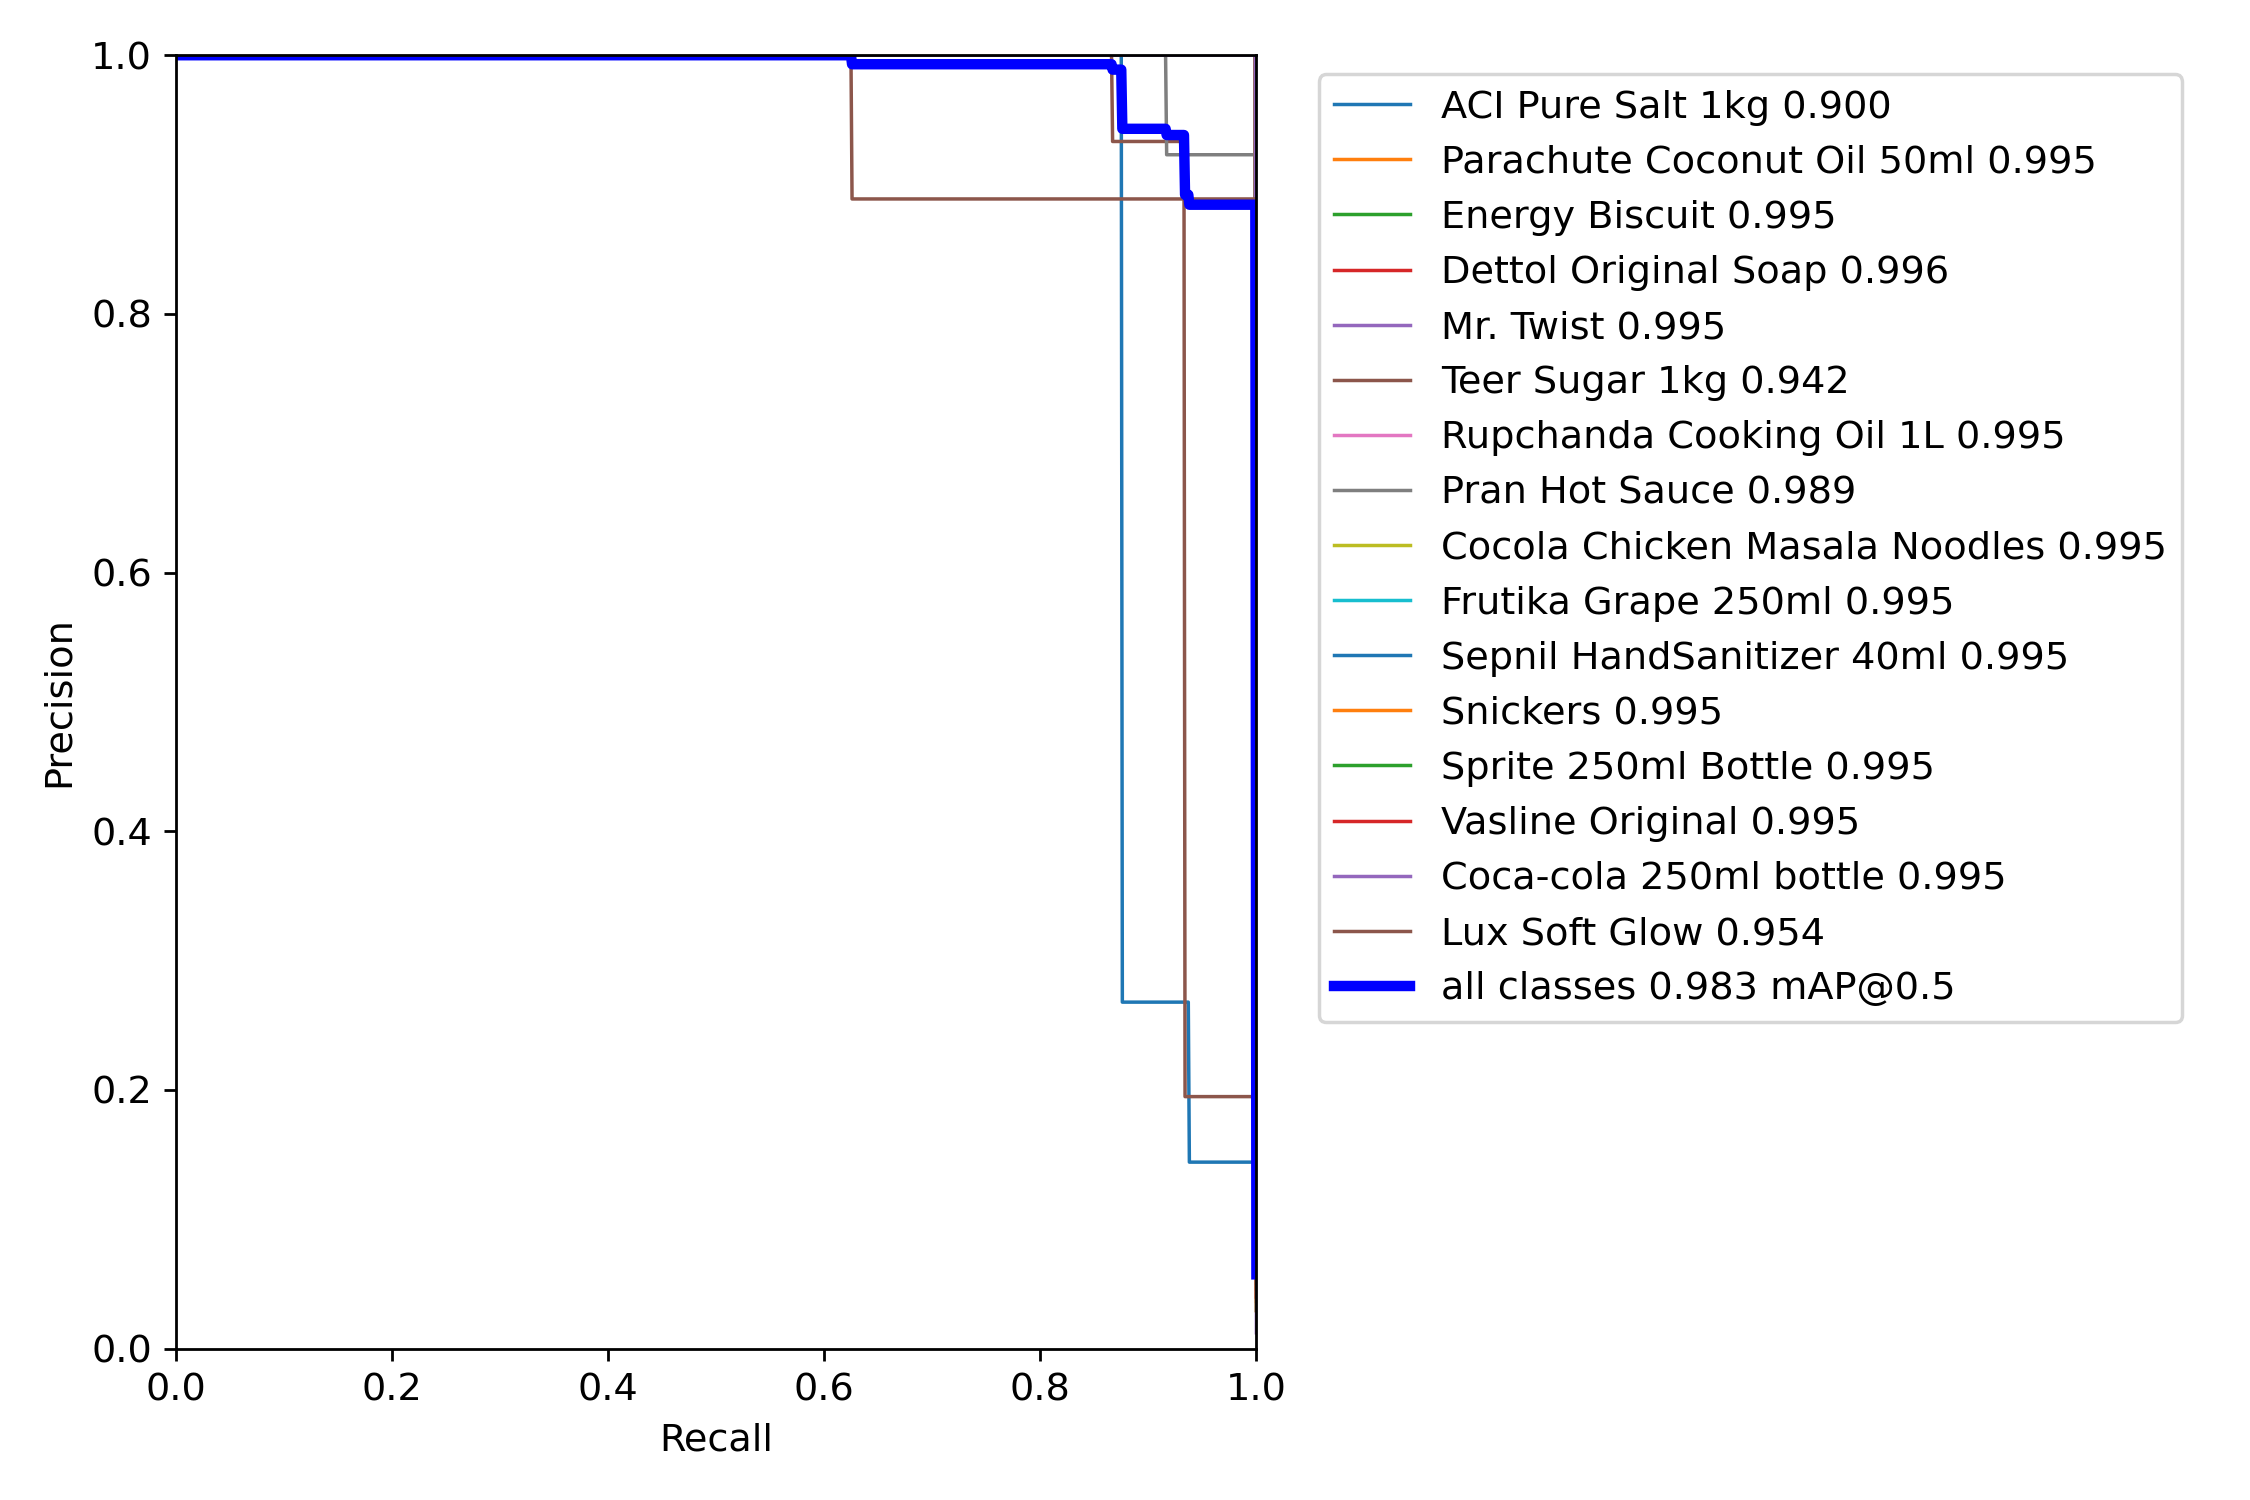 1.0
0.8
0.6
0.4
0.2
0.0
0.0 0.2 0.4 0.6 0.8 1.0
Precision
Recall
ACI Pure Salt 1kg 0.900
Parachute Coconut Oil 50ml 0.995
Energy Biscuit 0.995
Dettol Original Soap 0.996
Mr. Twist 0.995
Teer Sugar 1kg 0.942
Rupchanda Cooking Oil 1L 0.995
Pran Hot Sauce 0.989
Cocola Chicken Masala Noodles 0.995
Frutika Grape 250ml 0.995
Sepnil HandSanitizer 40ml 0.995
Snickers 0.995
Sprite 250ml Bottle 0.995
Vasline Original 0.995
Coca-cola 250ml bottle 0.995
Lux Soft Glow 0.954
all classes 0.983 mAP@0.5